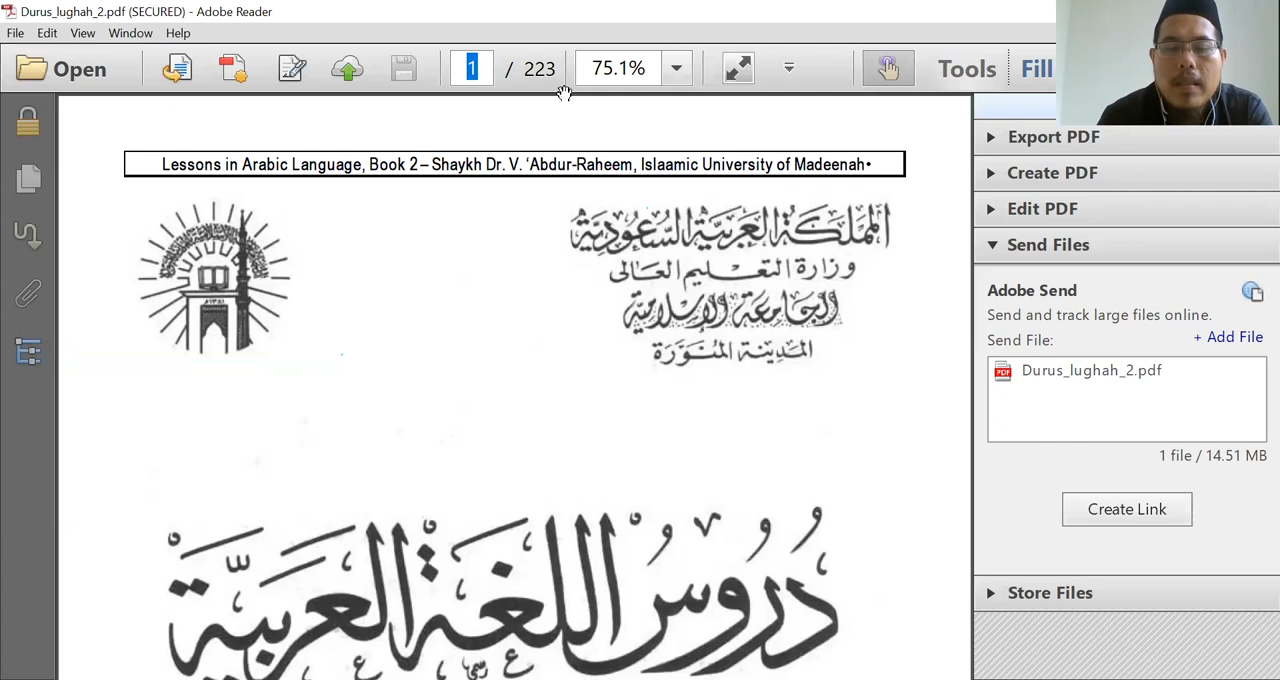 Durus_lughah_2.pdf (SECURED) - Adobe Reader
File Edit View Window Help
Open 1 / 223 75.1% Tools Fill
Lessons in Arabic Language, Book 2 – Shaykh Dr. V. ‘Abdur-Raheem, Islaamic University of Madeenah•
المملكة العربية السعودية
وزارة التعليم العالى
الجامعة الإسلامية
المدينة المنورة
دروس اللغة العربية
Export PDF
Create PDF
Edit PDF
Send Files
Adobe Send
Send and track large files online.
Send File:
+ Add File
PDF Durus_lughah_2.pdf
1 file / 14.51 MB
Create Link
Store Files